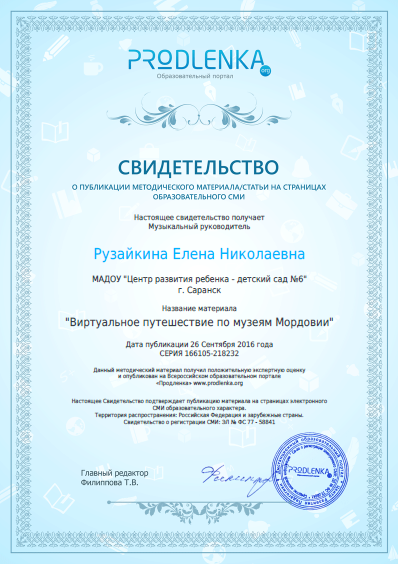 PRODLENKA.org
Образовательный портал
СВИДЕТЕЛЬСТВО
О ПУБЛИКАЦИИ МЕТОДИЧЕСКОГО МАТЕРИАЛА/СТАТЬИ НА СТРАНИЦАХ
ОБРАЗОВАТЕЛЬНОГО СМИ
Настоящее свидетельство получает
Музыкальный руководитель
Рузайкина Елена Николаевна
МАДОУ "Центр развития ребенка - детский сад №6"
г. Саранск
Название материала
"Виртуальное путешествие по музеям Мордовии"
Дата публикации 26 Сентября 2016 года
СЕРИЯ 166105-218232
Данный методический материал получил положительную экспертную оценку
и опубликован на Всероссийском образовательном портале
«Продленка» www.prodlenka.org
Настоящее Свидетельство подтверждает публикацию материала на страницах электронного
СМИ образовательного характера.
Территория распространения: Российская Федерация и зарубежные страны.
Свидетельство о регистрации СМИ: ЭЛ № ФС 77 - 58841
Главный редактор
Филиппова Т.В.
PRODLENKA